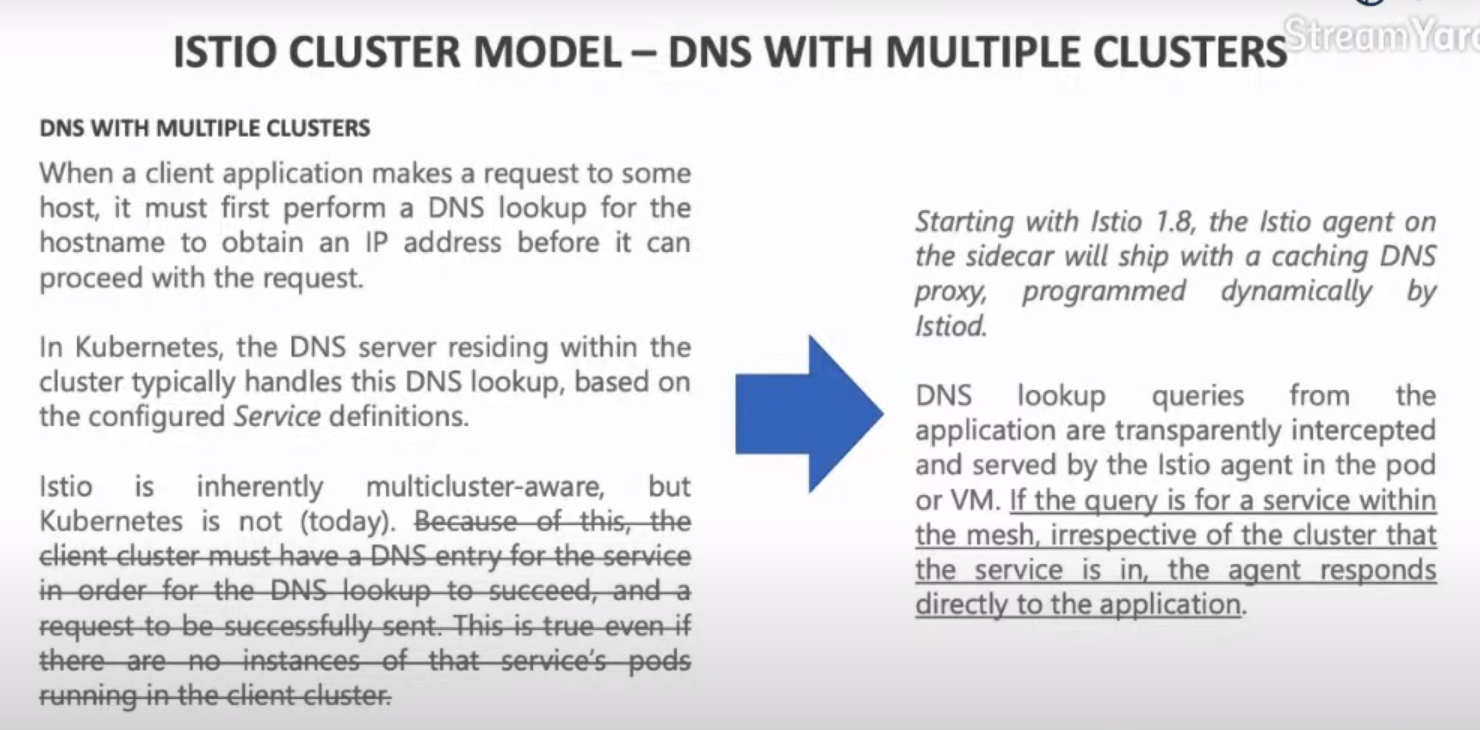 StreamYard
ISTIO CLUSTER MODEL – DNS WITH MULTIPLE CLUSTERS
DNS WITH MULTIPLE CLUSTERS
When a client application makes a request to some
host, it must first perform a DNS lookup for the
hostname to obtain an IP address before it can
proceed with the request.
In Kubernetes, the DNS server residing within the
cluster typically handles this DNS lookup, based on
the configured Service definitions.
Istio is inherently multicluster-aware, but
Kubernetes is not (today). Because of this, the
client cluster must have a DNS entry for the service
in order for the DNS lookup to succeed, and a
request to be successfully sent. This is true even if
there are no instances of that service's pods
running in the client cluster.
Starting with Istio 1.8, the Istio agent on
the sidecar will ship with a caching DNS
proxy, programmed dynamically by
Istiod.
DNS lookup queries from the
application are transparently intercepted
and served by the Istio agent in the pod
or VM. If the query is for a service within
the mesh, irrespective of the cluster that
the service is in, the agent responds
directly to the application.